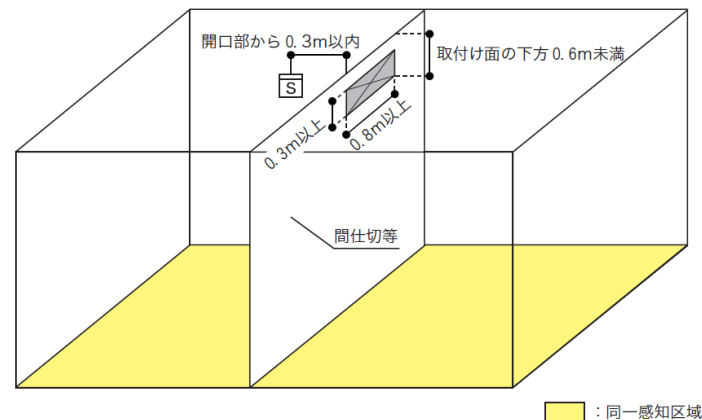 開口部から0.3m以内
取付け面の下方0.6m未満
S
0.3m以上
0.8m以上
間仕切等
：同一感知区域